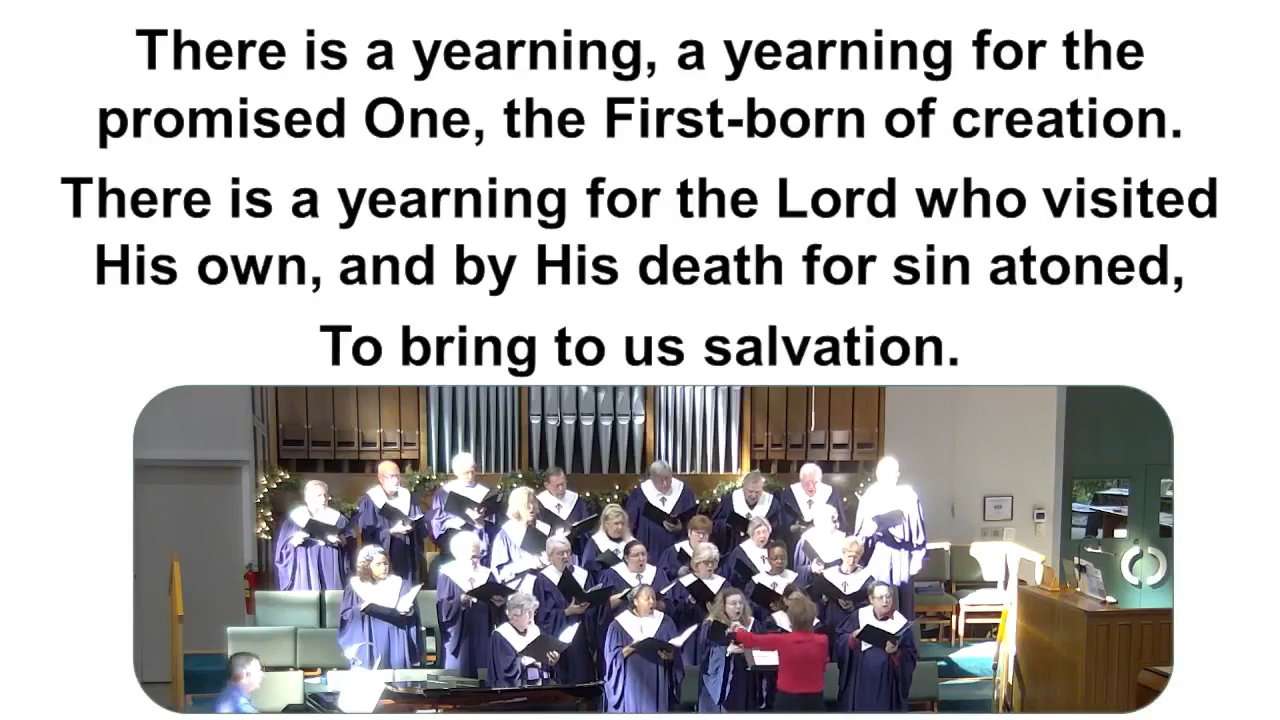 There is a yearning, a yearning for the
promised One, the First-born of creation.
There is a yearning for the Lord who visited
His own, and by His death for sin atoned,
To bring to us salvation.